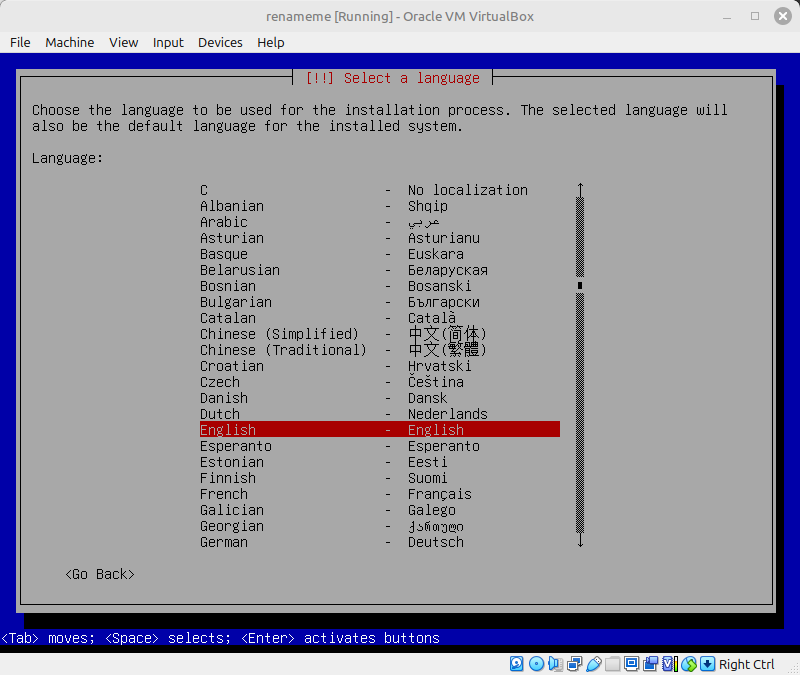 renameme [Running] - Oracle VM VirtualBox
File Machine View Input Devices Help
[!!] Select a language
Choose the language to be used for the installation process. The selected language will
also be the default language for the installed system.
Language:
C - No localization
Albanian - Shqip
Arabic - عربي
Asturian - Asturianu
Basque - Euskara
Belarusian - Беларуская
Bosnian - Bosanski
Bulgarian - Български
Catalan - Català
Chinese (Simplified) - 中文(简体)
Chinese (Traditional) - 中文(繁體)
Croatian - Hrvatski
Czech - Čeština
Danish - Dansk
Dutch - Nederlands
English - English
Esperanto - Esperanto
Estonian - Eesti
Finnish - Suomi
French - Français
Galician - Galego
Georgian - ქართული
German - Deutsch
<Go Back>
<Tab> moves; <Space> selects; <Enter> activates buttons
Right Ctrl